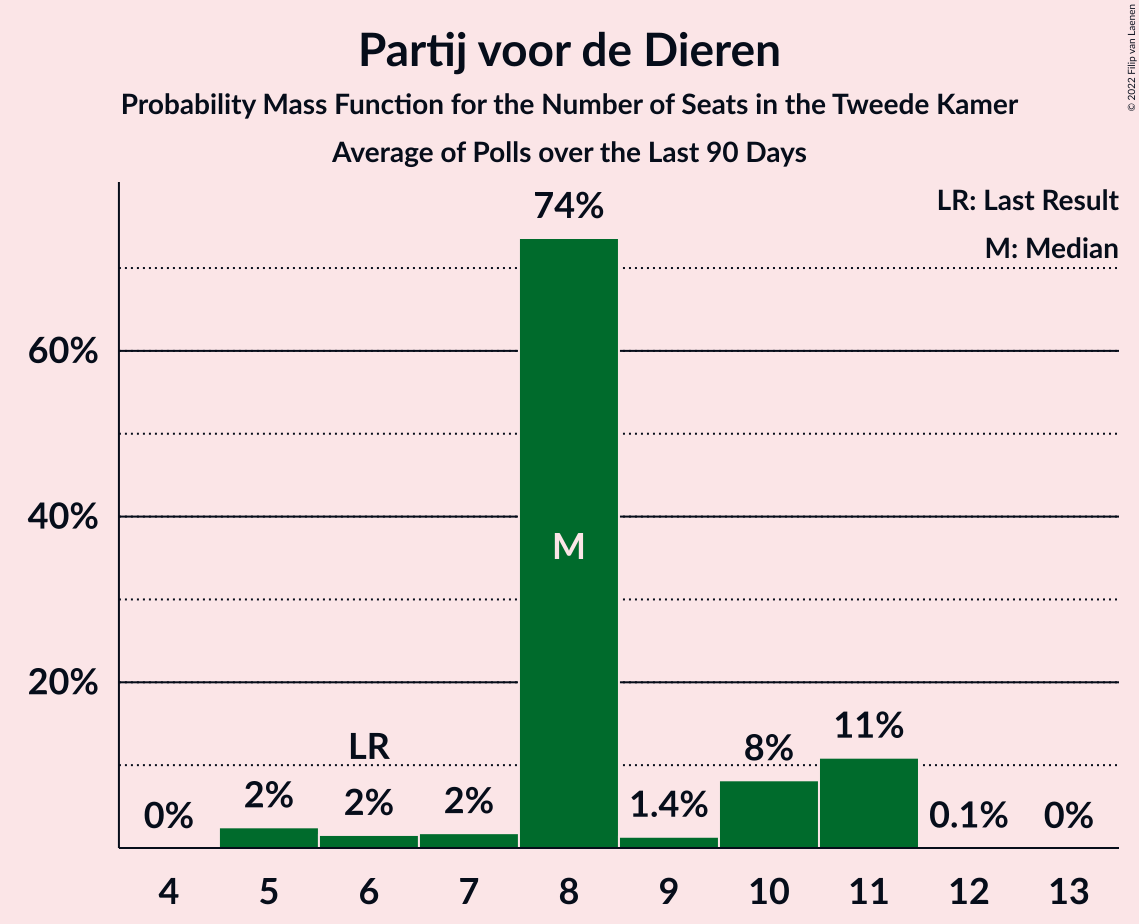 Partij voor de Dieren
Probability Mass Function for the Number of Seats in the Tweede Kamer
Average of Polls over the Last 90 Days
© 2022 Filip van Laenen
LR: Last Result
M: Median
60%
40%
20%
0%
2%
LR
2%
2%
74%
M
1.4%
8%
11%
0.1%
0%
4 5 6 7 8 9 10 11 12 13